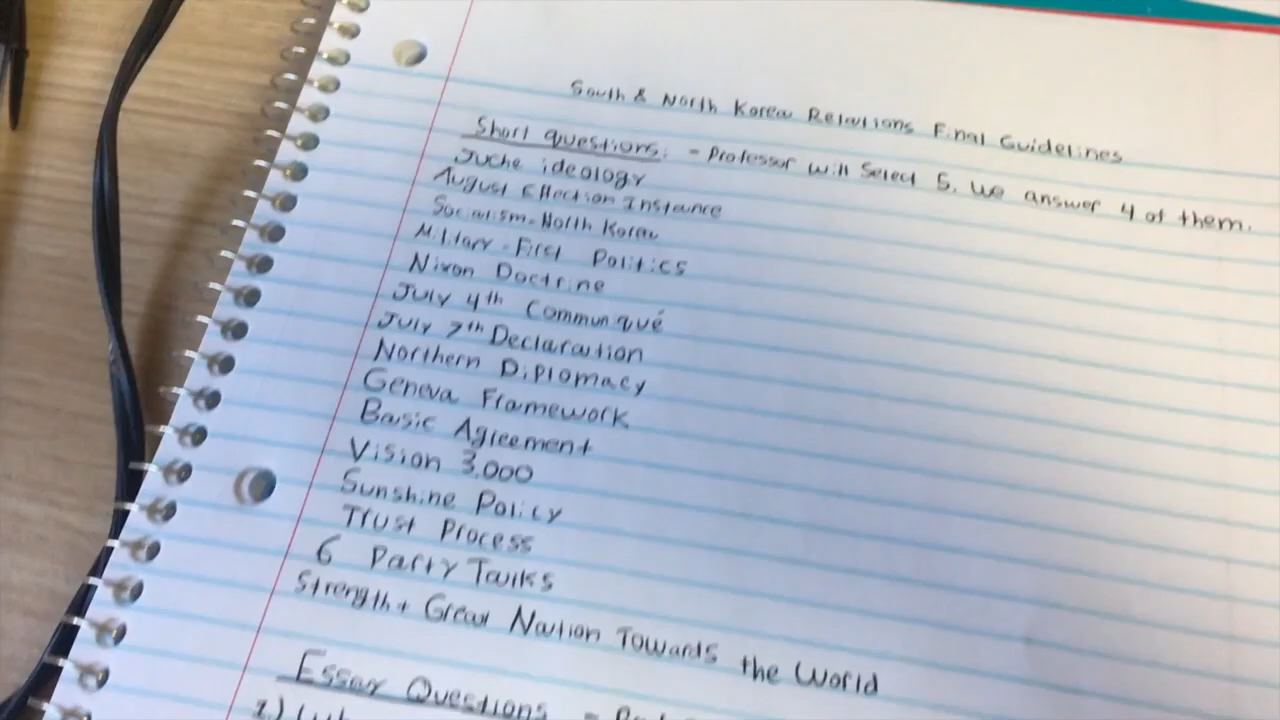 South & North Korea Relations Final Guidelines
Short questions: - Professor will Select 5. We answer 4 of them.
Juche ideology
August Effection Instance
Socialism-North Korea
Military-First Politics
Nixon Doctrine
July 4th Communqué
July 7th Declaration
Northern Diplomacy
Geneva Framework
Basic Agreement
Vision 3,000
Sunshine Policy
Trust Process
6 Party Talks
Strength + Great Nation Towards the World
Essay Questions -
1.)